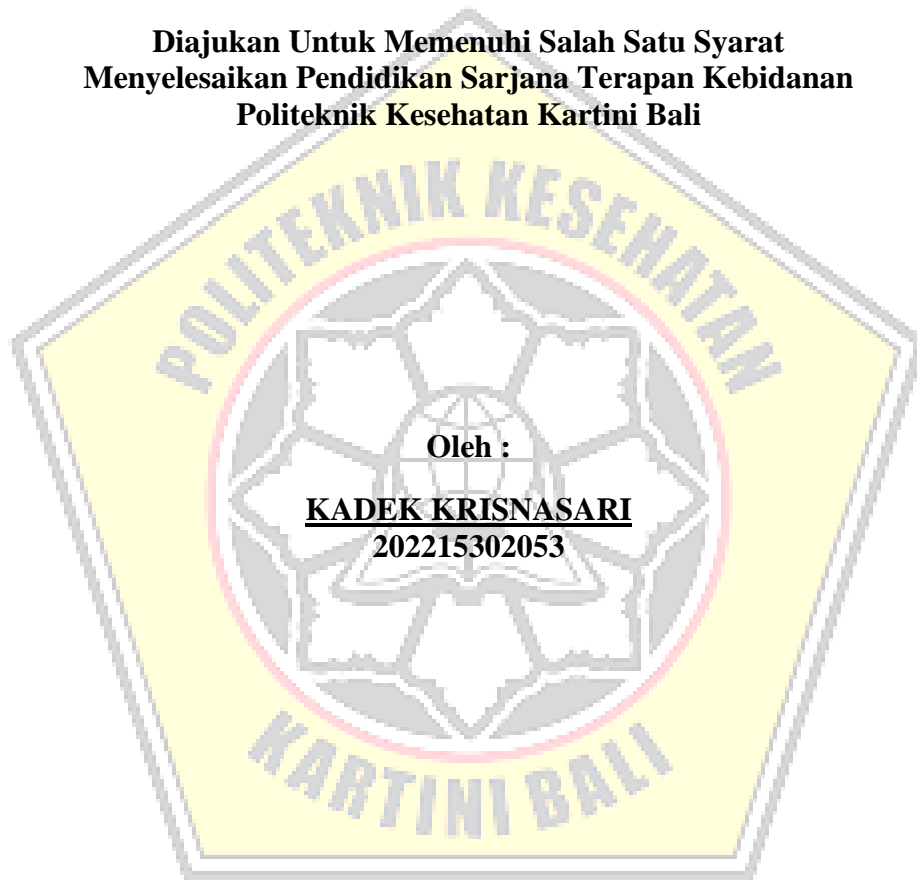 Diajukan Untuk Memenuhi Salah Satu Syarat
Menyelesaikan Pendidikan Sarjana Terapan Kebidanan
Politeknik Kesehatan Kartini Bali
POLITEKNIK KESEHATAN
Oleh :
KADEK KRISNASARI
202215302053
KARTINI BALI